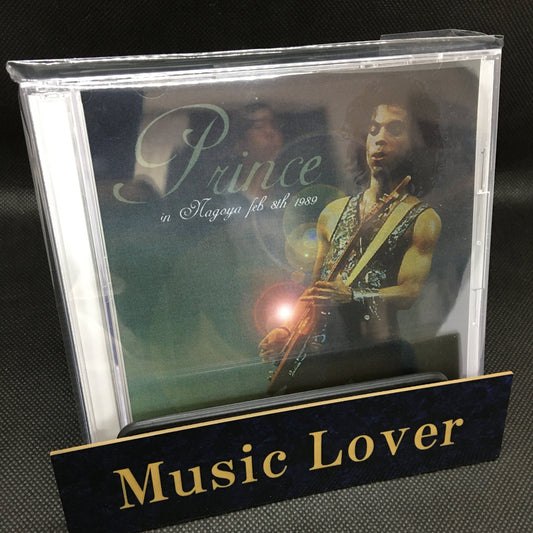 Prince
in Nagoya feb 8th 1989
Music Lover